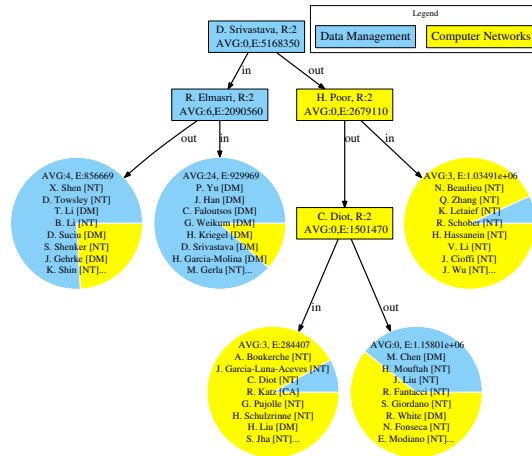 Legend
Data Management
Computer Networks
D. Srivastava, R:2
AVG:0,E:5168350
in
out
R. Elmasri, R:2
AVG:6,E:2090560
H. Poor, R:2
AVG:0,E:2679110
out
in
out
in
AVG:4, E:856669
X. Shen [NT]
D. Towsley [NT]
T. Li [DM]
B. Li [NT]
D. Suciu [DM]
S. Shenker [NT]
J. Gehrke [DM]
K. Shin [NT]...
AVG:24, E:929969
P. Yu [DM]
J. Han [DM]
C. Faloutsos [DM]
G. Weikum [DM]
H. Kriegel [DM]
D. Srivastava [DM]
H. Garcia-Molina [DM]
M. Gerla [NT]...
C. Diot, R:2
AVG:0,E:1501470
AVG:3, E:1.03491e+06
N. Beaulieu [NT]
Q. Zhang [NT]
K. Letaief [NT]
R. Schober [NT]
H. Hassanein [NT]
V. Li [NT]
J. Cioffi [NT]
J. Wu [NT]...
in
out
AVG:3, E:284407
A. Boukerche [NT]
J. Garcia-Luna-Aceves [NT]
C. Diot [NT]
R. Katz [CA]
G. Pujolle [NT]
H. Schulzrinne [NT]
H. Liu [DM]
S. Jha [NT]...
AVG:0, E:1.15801e+06
M. Chen [DM]
H. Mouftah [NT]
J. Liu [NT]
R. Fantacci [NT]
S. Giordano [NT]
R. White [DM]
N. Fonseca [NT]
E. Modiano [NT]...